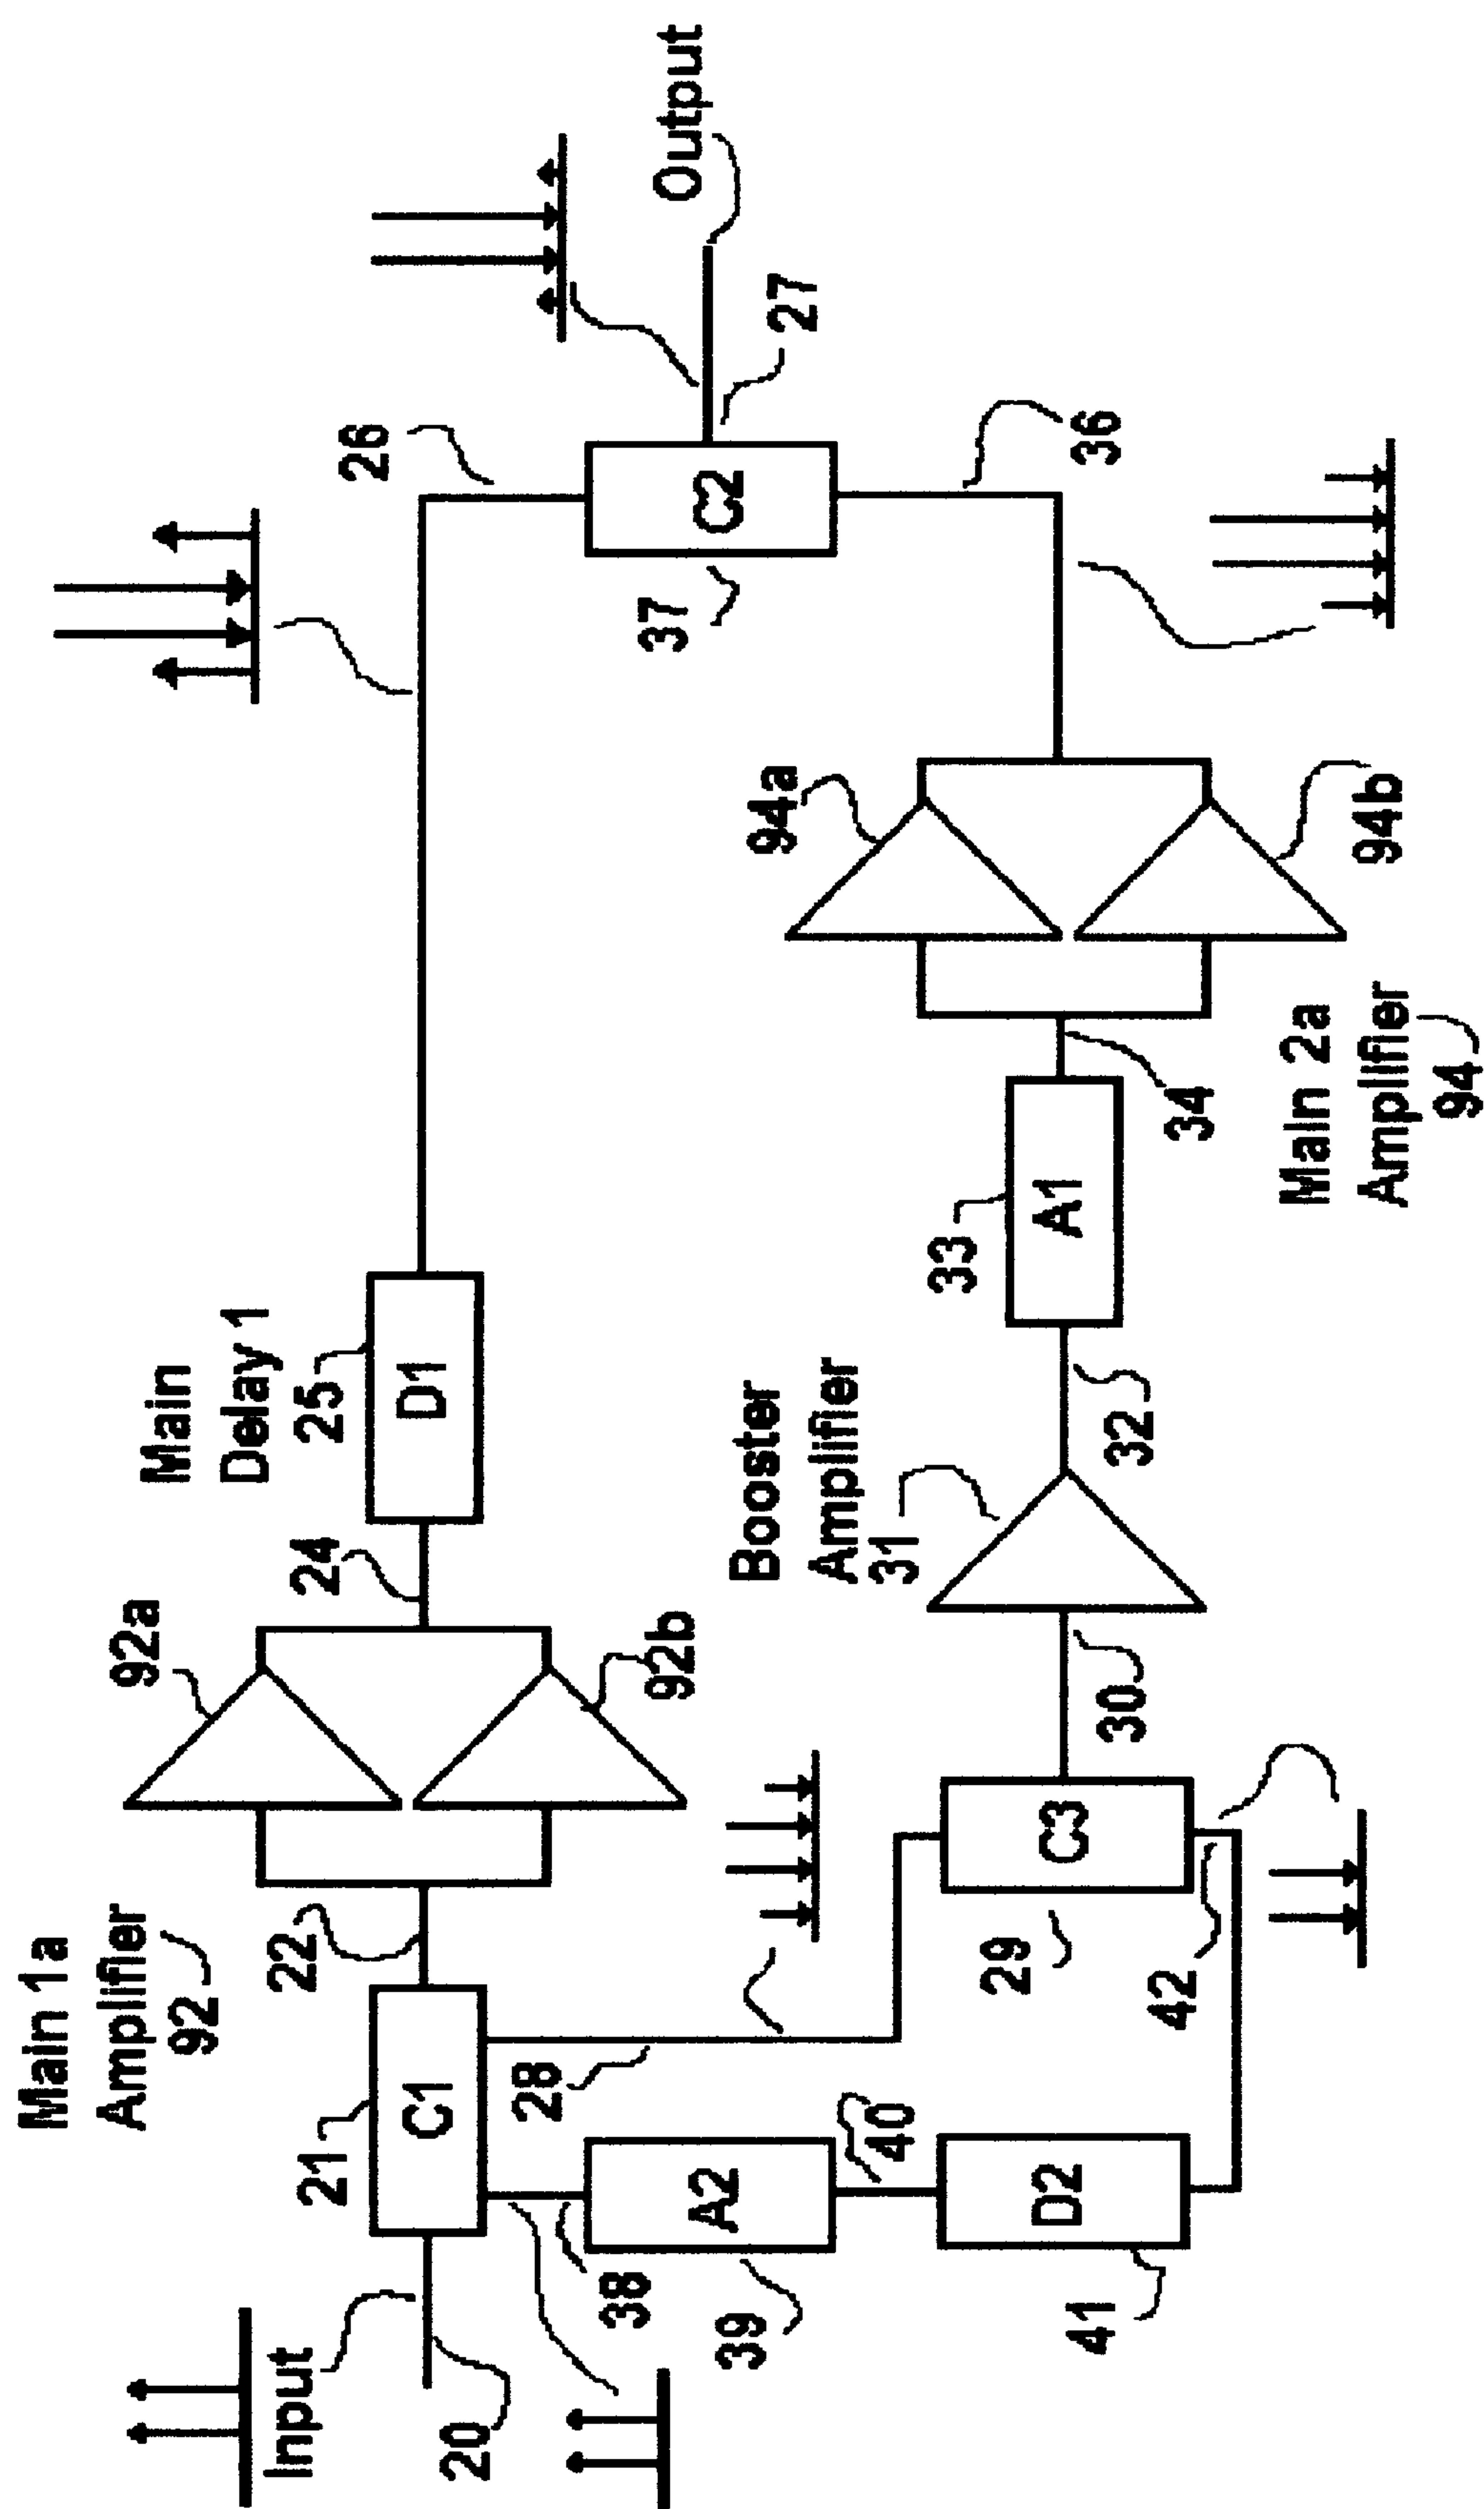 Main 1a
Amplifier
92
92a
92b
Main
Delay 1
25
D1
24
22
21
C1
Input
20
26
C2
37
27
Output
28
38
A2
39
40
D2
41
C3
29
42
30
Booster
Amplifier
31
32
33
A1
34
94a
94b
Main 2a
Amplifier
94
36